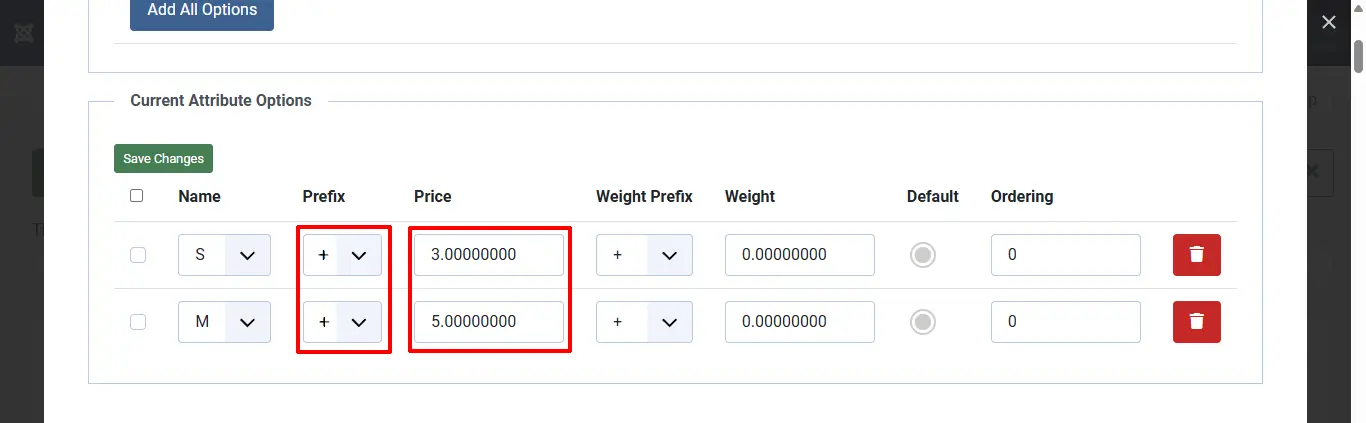 Add All Options
Current Attribute Options
Save Changes
Name Prefix Price Weight Prefix Weight Default Ordering
S + 3.00000000 + 0.00000000 0
M + 5.00000000 + 0.00000000 0